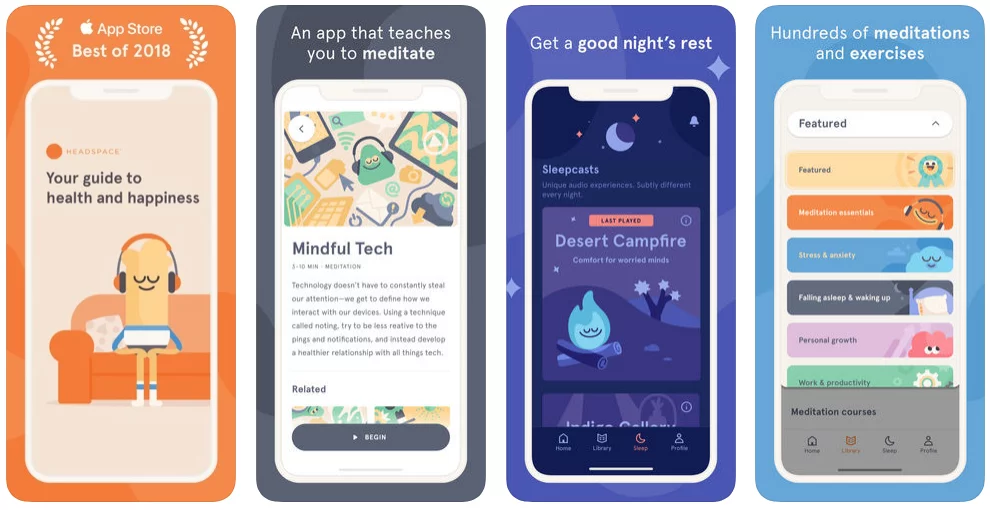 App Store
Best of 2018
HEADSPACE
Your guide to
health and happiness
An app that teaches
you to meditate
Mindful Tech
3–10 MIN · MEDITATION
Technology doesn't have to constantly steal
our attention—we get to define how we
interact with our devices. Using a technique
called noting, try to be less reative to the
pings and notifications, and instead develop
a healthier relationship with all things tech.
Related
BEGIN
Get a good night's rest
Sleepcasts
Unique audio experiences. Subtly different
every night.
LAST PLAYED
Desert Campfire
Comfort for worried minds
Indigo Gallery
Home Library Sleep Profile
Hundreds of meditations
and exercises
Featured
Featured
Meditation essentials
Stress & anxiety
Falling asleep & waking up
Personal growth
Work & productivity
Meditation courses
Home Library Sleep Profile